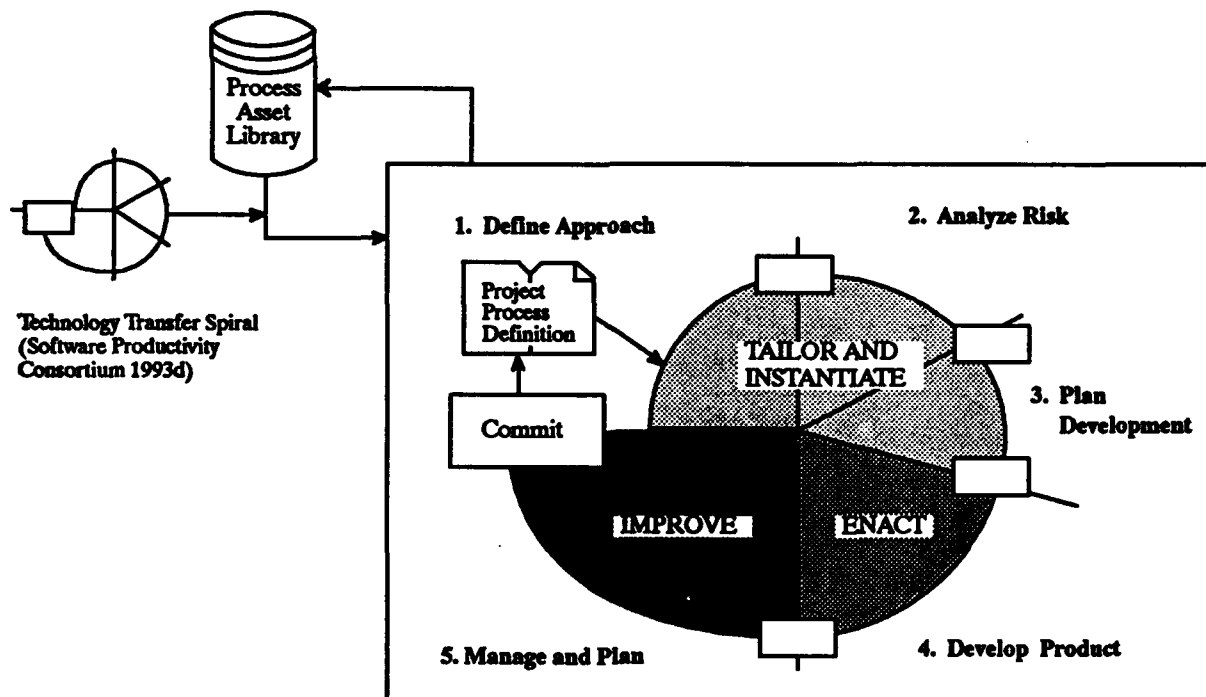 Process
Asset
Library
Technology Transfer Spiral
(Software Productivity
Consortium 1993d)
1. Define Approach
2. Analyze Risk
Project
Process
Definition
TAILOR AND
INSTANTIATE
3. Plan
Development
Commit
IMPROVE
ENACT
5. Manage and Plan
4. Develop Product